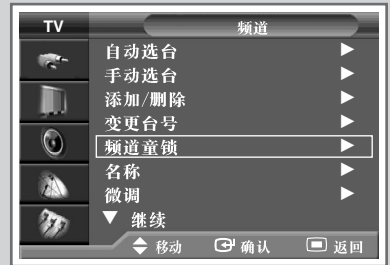 TV 频道
自动选台 ▶
手动选台 ▶
添加/删除 ▶
变更台号 ▶
频道童锁 ▶
名称 ▶
微调 ▶
▼ 继续
移动 确认 返回